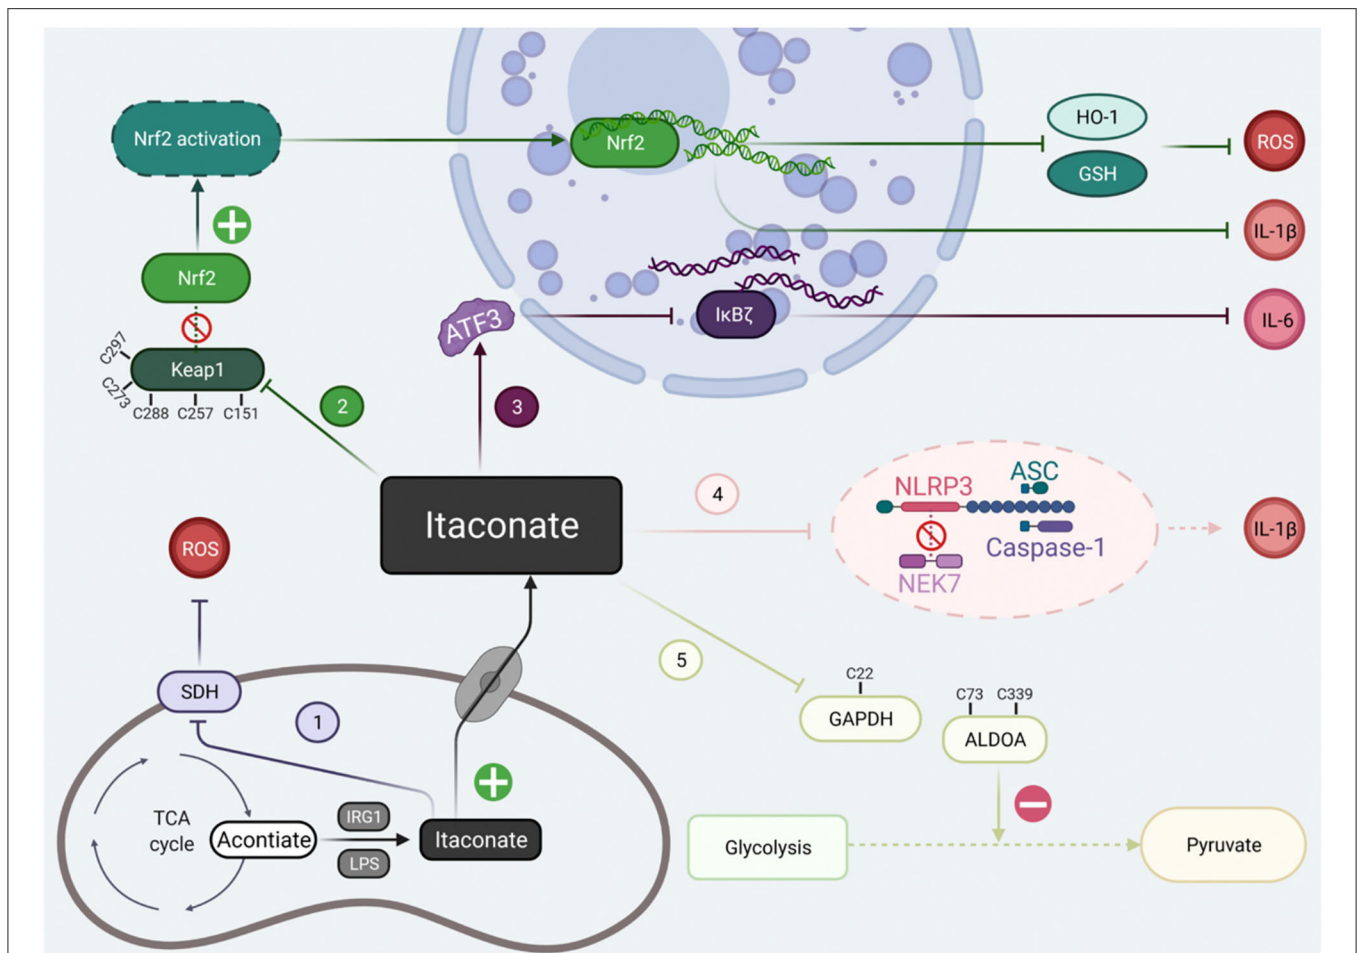 Nrf2 activation
Nrf2
HO-1
GSH
ROS
IL-1β
Nrf2
ATF3
IκBζ
IL-6
C297
C273
Keap1
C288
C257
C151
2
3
4
NLRP3
ASC
Caspase-1
NEK7
IL-1β
Itaconate
ROS
5
SDH
1
C22
GAPDH
C73
C339
ALDOA
TCA
cycle
Acontiate
IRG1
LPS
Itaconate
Glycolysis
Pyruvate